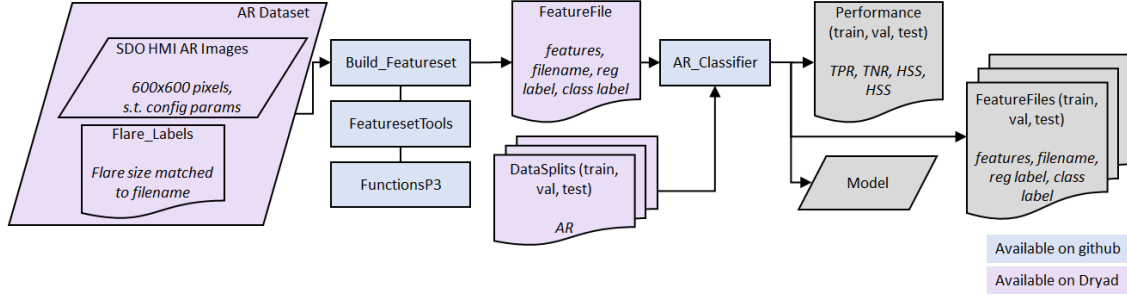 AR Dataset
SDO HMI AR Images
600x600 pixels,
s.t. config params
Flare_Labels
Flare size matched
to filename
Build_Featureset
FeaturesetTools
FunctionsP3
FeatureFile
features,
filename, reg
label, class label
DataSplits (train,
val, test)
AR
AR_Classifier
Performance
(train, val, test)
TPR, TNR, HSS,
HSS
Model
FeatureFiles (train,
val, test)
features, filename,
reg label, class
label
Available on github
Available on Dryad